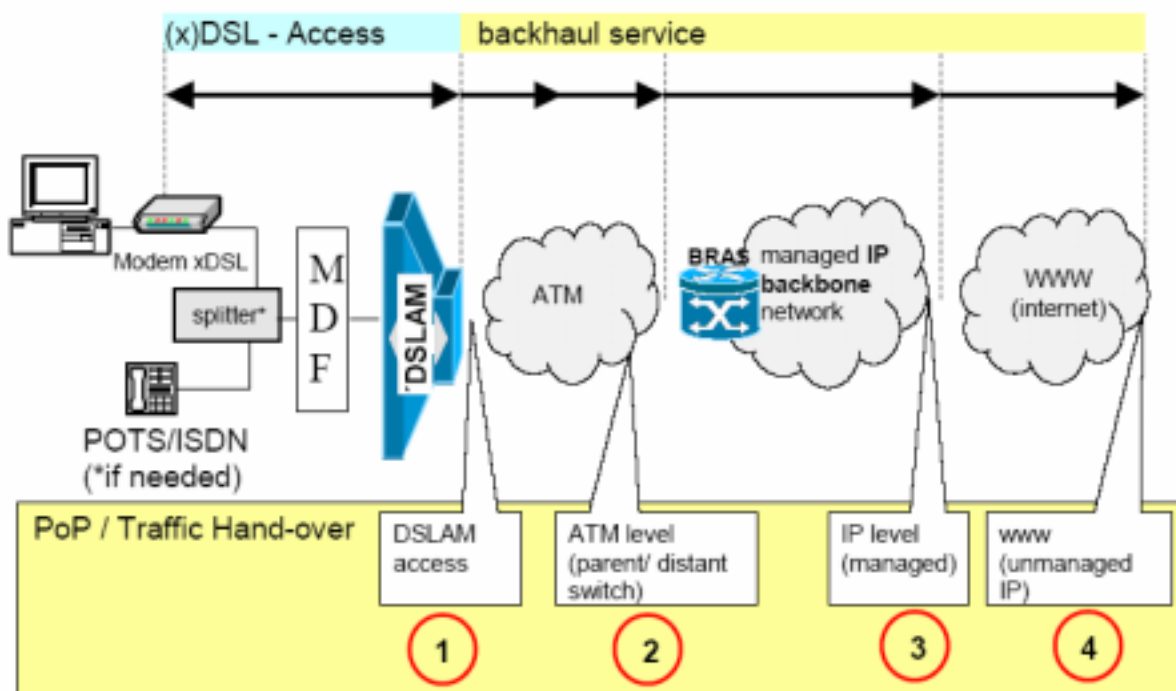 (x)DSL - Access
backhaul service
Modem xDSL
splitter*
M
D
F
DSLAM
ATM
BRAS
managed IP
backbone
network
WWW
(internet)
POTS/ISDN
(*if needed)
PoP / Traffic Hand-over
DSLAM
access
ATM level
(parent/ distant
switch)
IP level
(managed)
www
(unmanaged
IP)
1
2
3
4